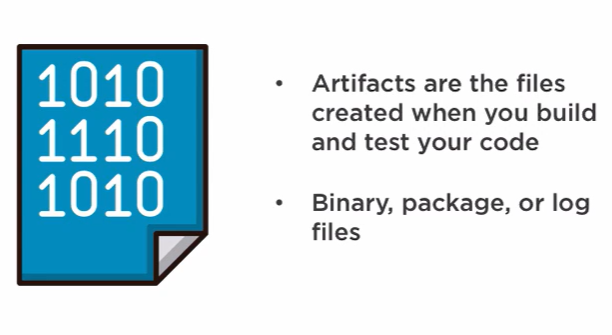 1010
1110
1010
• Artifacts are the files
created when you build
and test your code
• Binary, package, or log
files